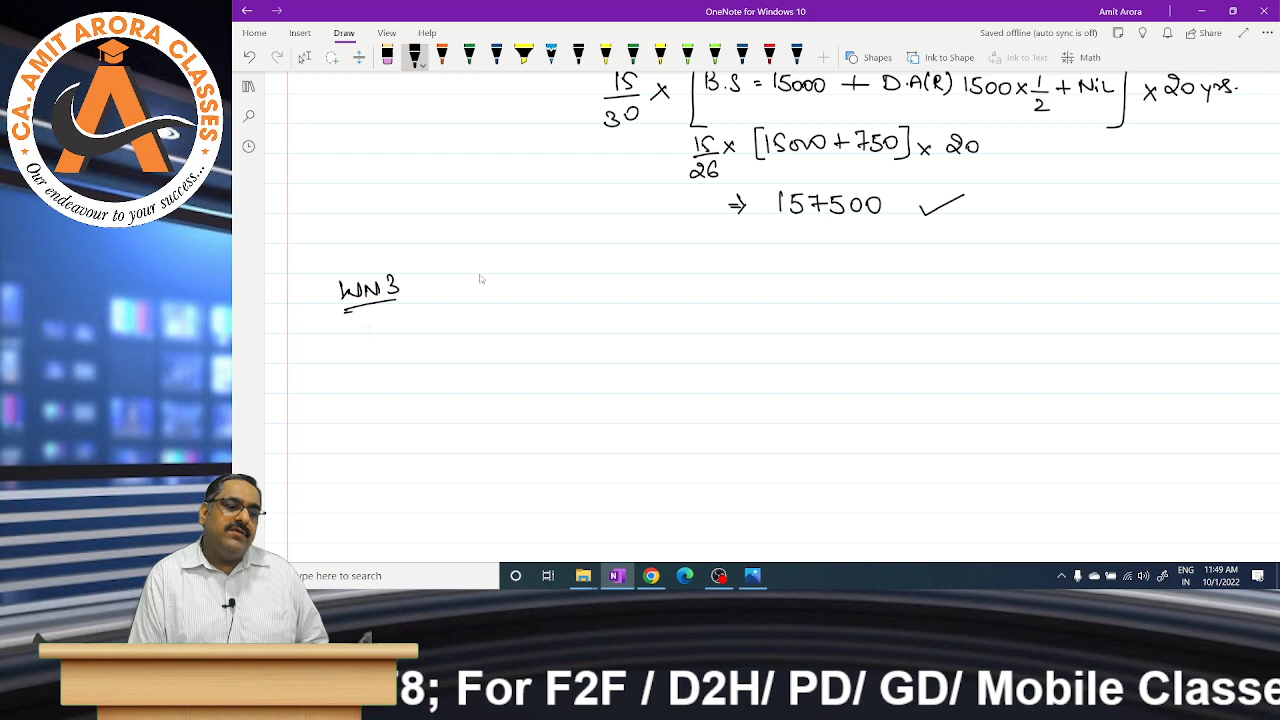 OneNote for Windows 10
Amit Arora
CA. AMIT ARORA CLASSES
Our endeavour to your success...
Home Insert Draw View Help
Saved offline (auto sync is off)
Share
Shapes
Ink to Shape
Ink to Text
Math
15/30 × [B.S = 15000 + D.A(R) 1500 × 1/2 + NIL] × 20 yrs.
15/26 × [15000 + 750] × 20
⇒ 157500 ✓
WN 3
ype here to search
ENG
IN
11:49 AM
10/1/2022
8; For F2F / D2H/ PD/ GD/ Mobile Classe